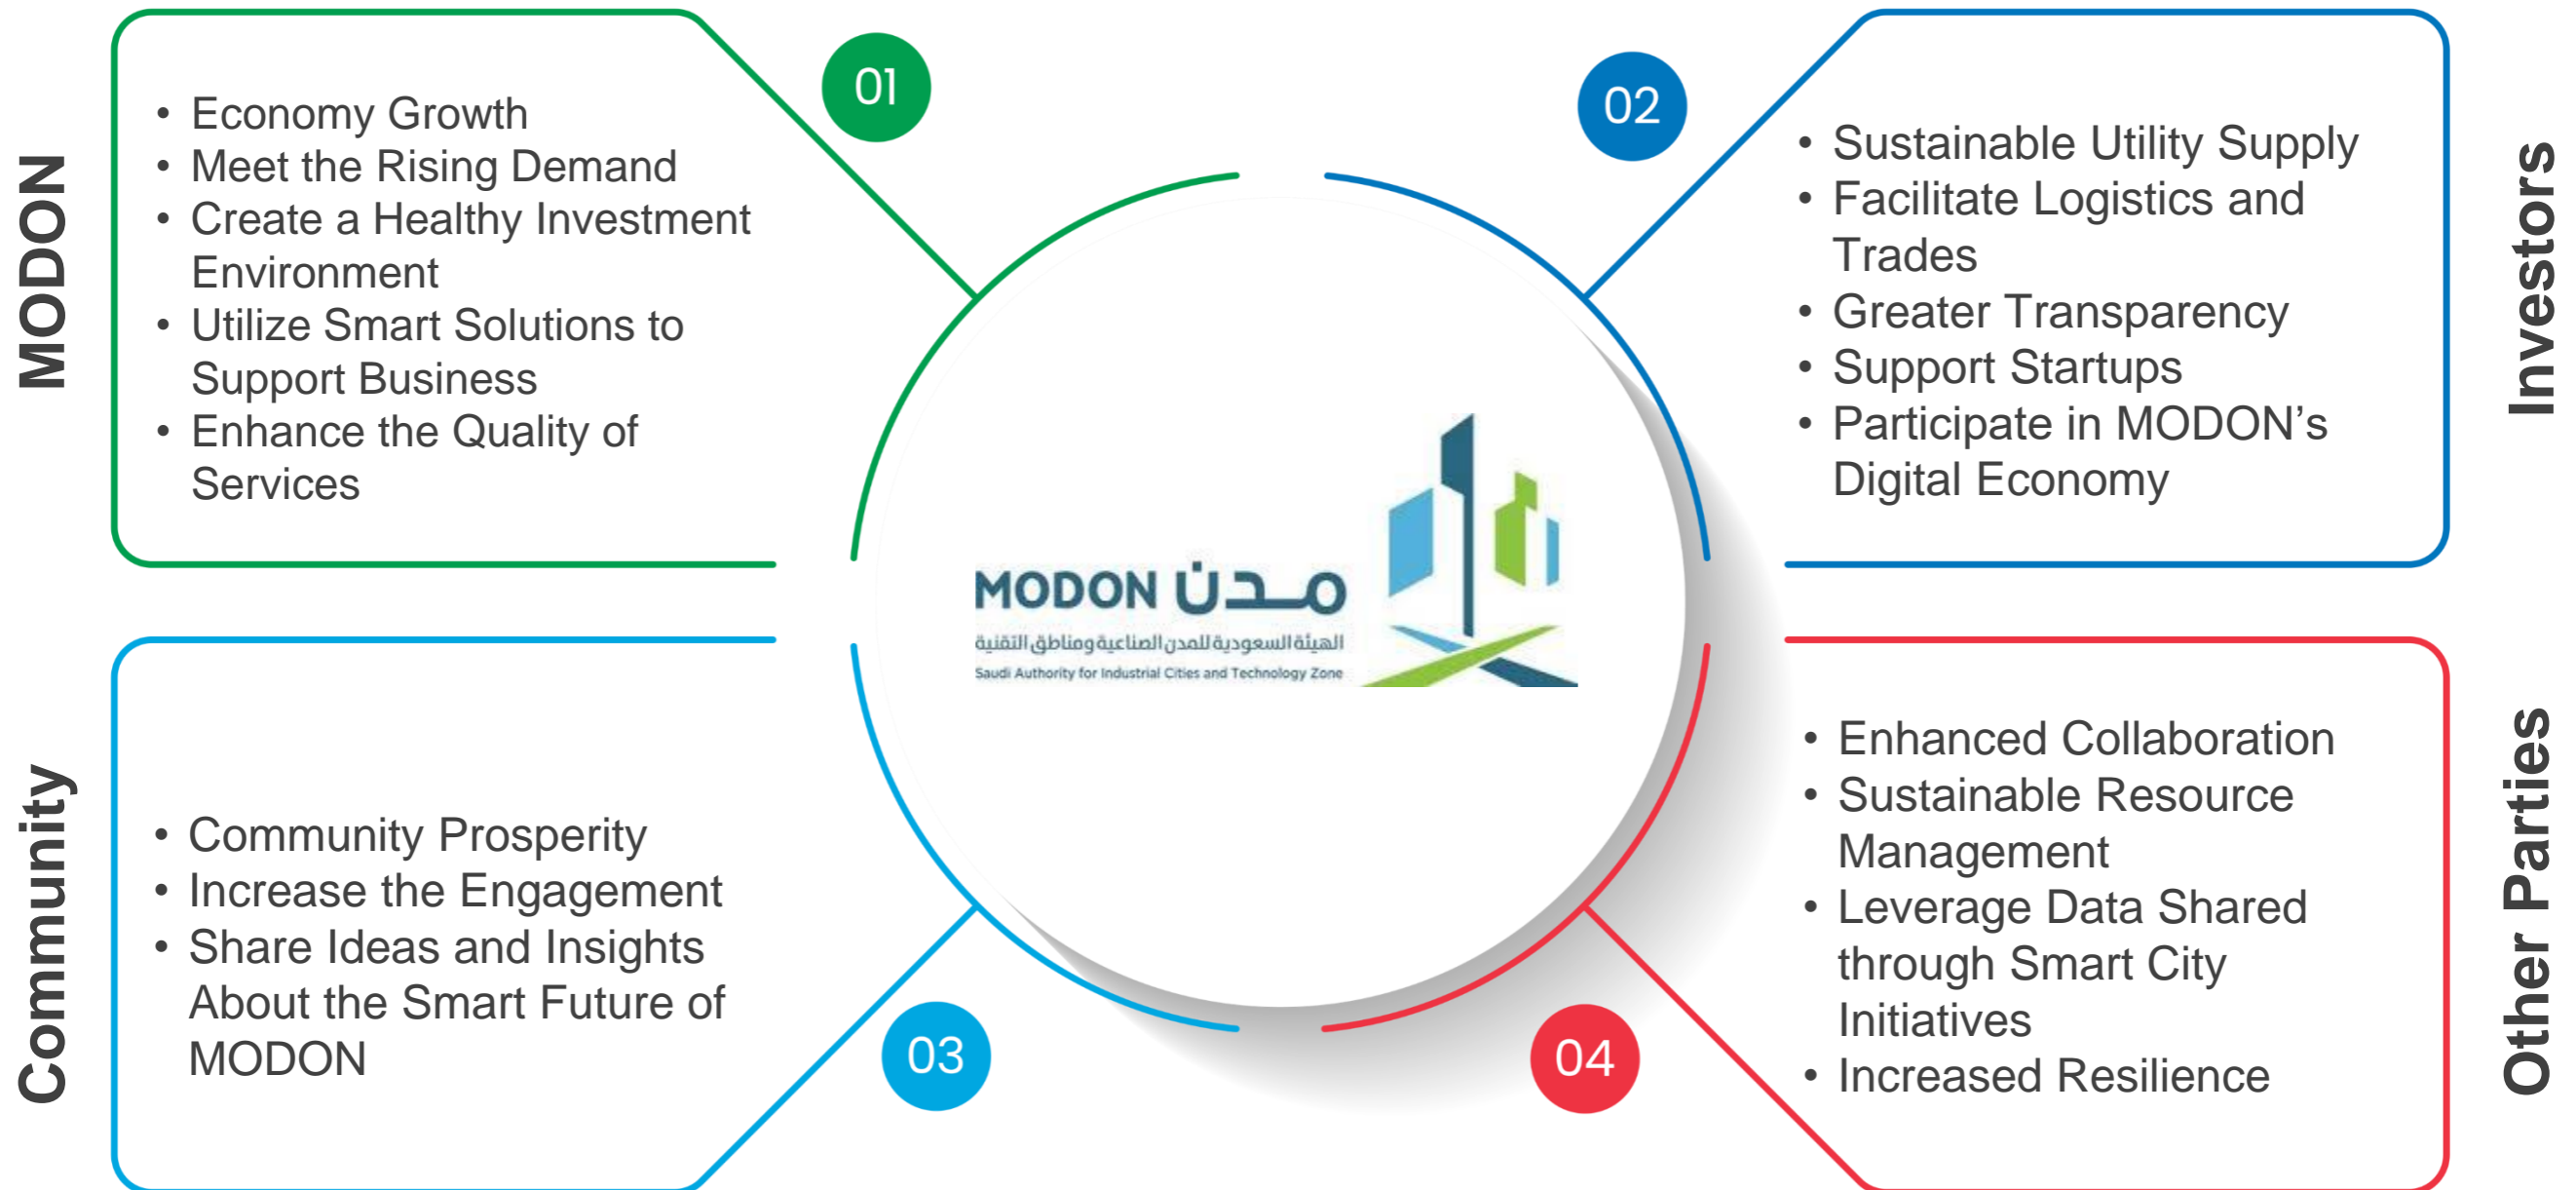 MODON
01
• Economy Growth
• Meet the Rising Demand
• Create a Healthy Investment
Environment
• Utilize Smart Solutions to
Support Business
• Enhance the Quality of
Services
02
Investors
• Sustainable Utility Supply
• Facilitate Logistics and
Trades
• Greater Transparency
• Support Startups
• Participate in MODON’s
Digital Economy
MODON مدن
الهيئة السعودية للمدن الصناعية ومناطق التقنية
Saudi Authority for Industrial Cities and Technology Zone
Community
03
• Community Prosperity
• Increase the Engagement
• Share Ideas and Insights
About the Smart Future of
MODON
04
Other Parties
• Enhanced Collaboration
• Sustainable Resource
Management
• Leverage Data Shared
through Smart City
Initiatives
• Increased Resilience